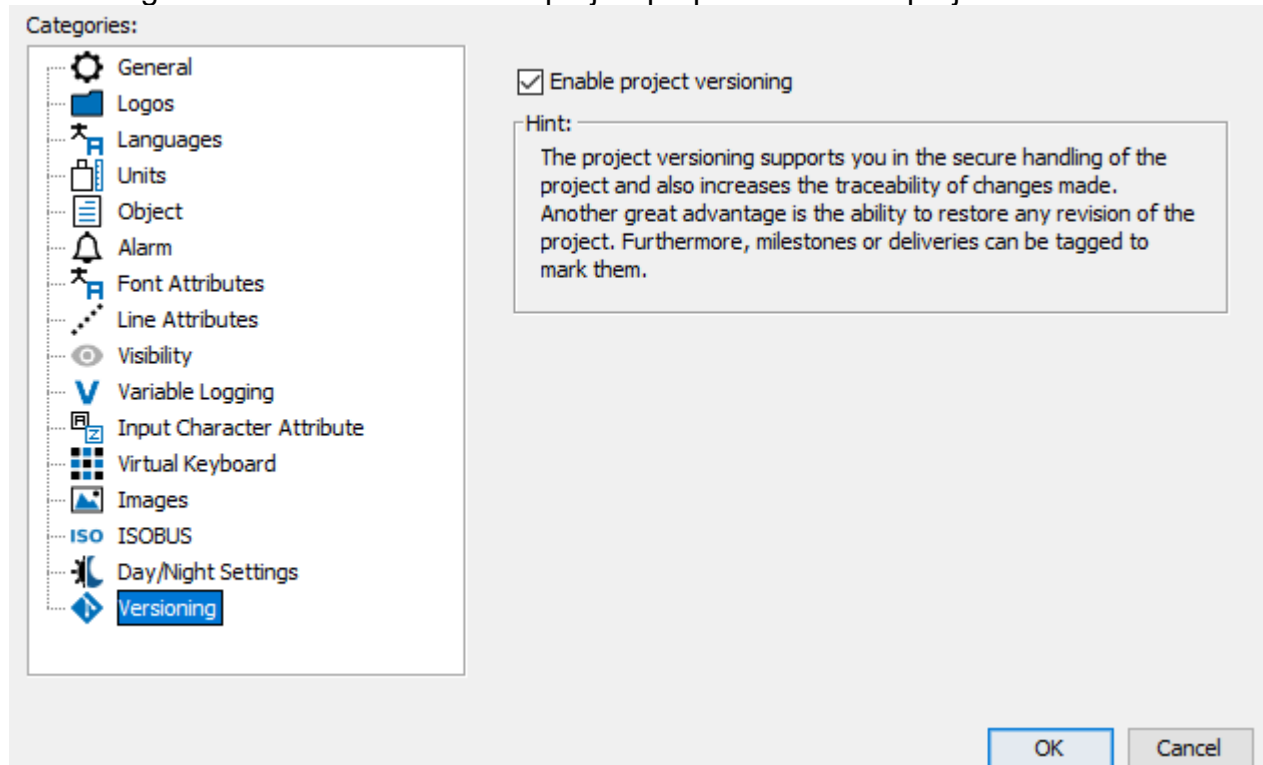 Categories:
General
Logos
Languages
Units
Object
Alarm
Font Attributes
Line Attributes
Visibility
Variable Logging
Input Character Attribute
Virtual Keyboard
Images
ISO ISOBUS
Day/Night Settings
Versioning
Enable project versioning
Hint:
The project versioning supports you in the secure handling of the
project and also increases the traceability of changes made.
Another great advantage is the ability to restore any revision of the
project. Furthermore, milestones or deliveries can be tagged to
mark them.
OK
Cancel